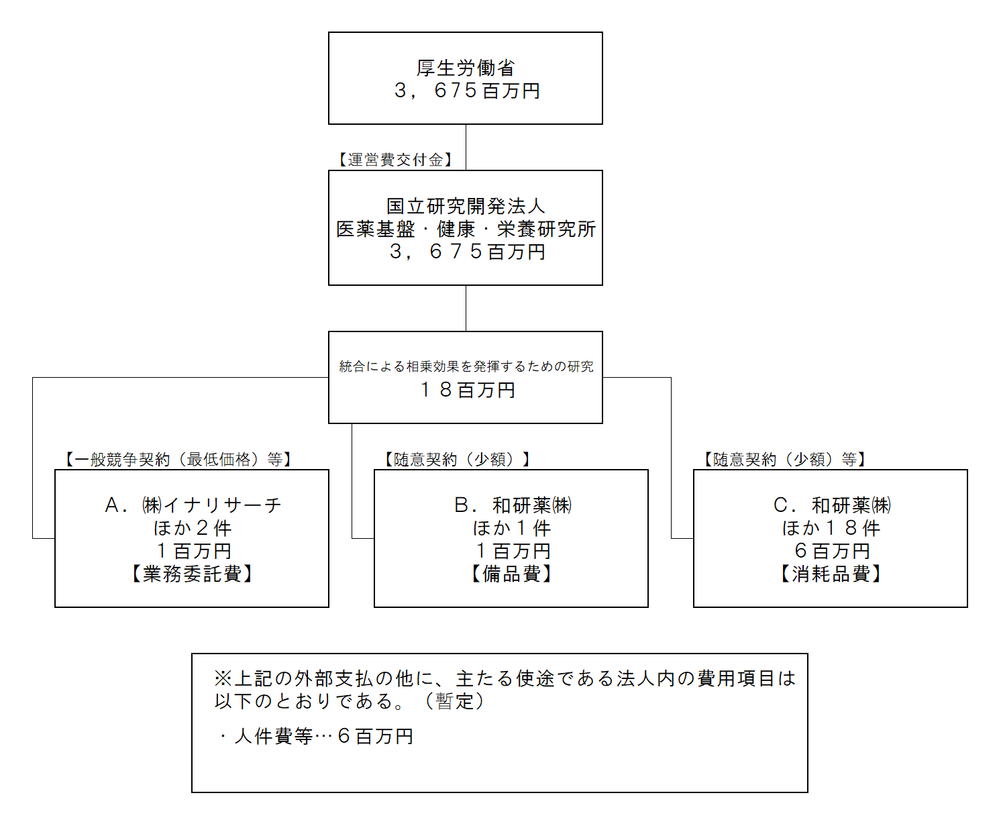 厚生労働省
３，６７５百万円
【運営費交付金】
国立研究開発法人
医薬基盤・健康・栄養研究所
３，６７５百万円
統合による相乗効果を発揮するための研究
１８百万円
【一般競争契約（最低価格）等】
Ａ．㈱イナリサーチ
ほか２件
１百万円
【業務委託費】
【随意契約（少額）】
Ｂ．和研薬㈱
ほか１件
１百万円
【備品費】
【随意契約（少額）等】
Ｃ．和研薬㈱
ほか１８件
６百万円
【消耗品費】
※上記の外部支払の他に、主たる使途である法人内の費用項目は
以下のとおりである。（暫定）
・人件費等…６百万円